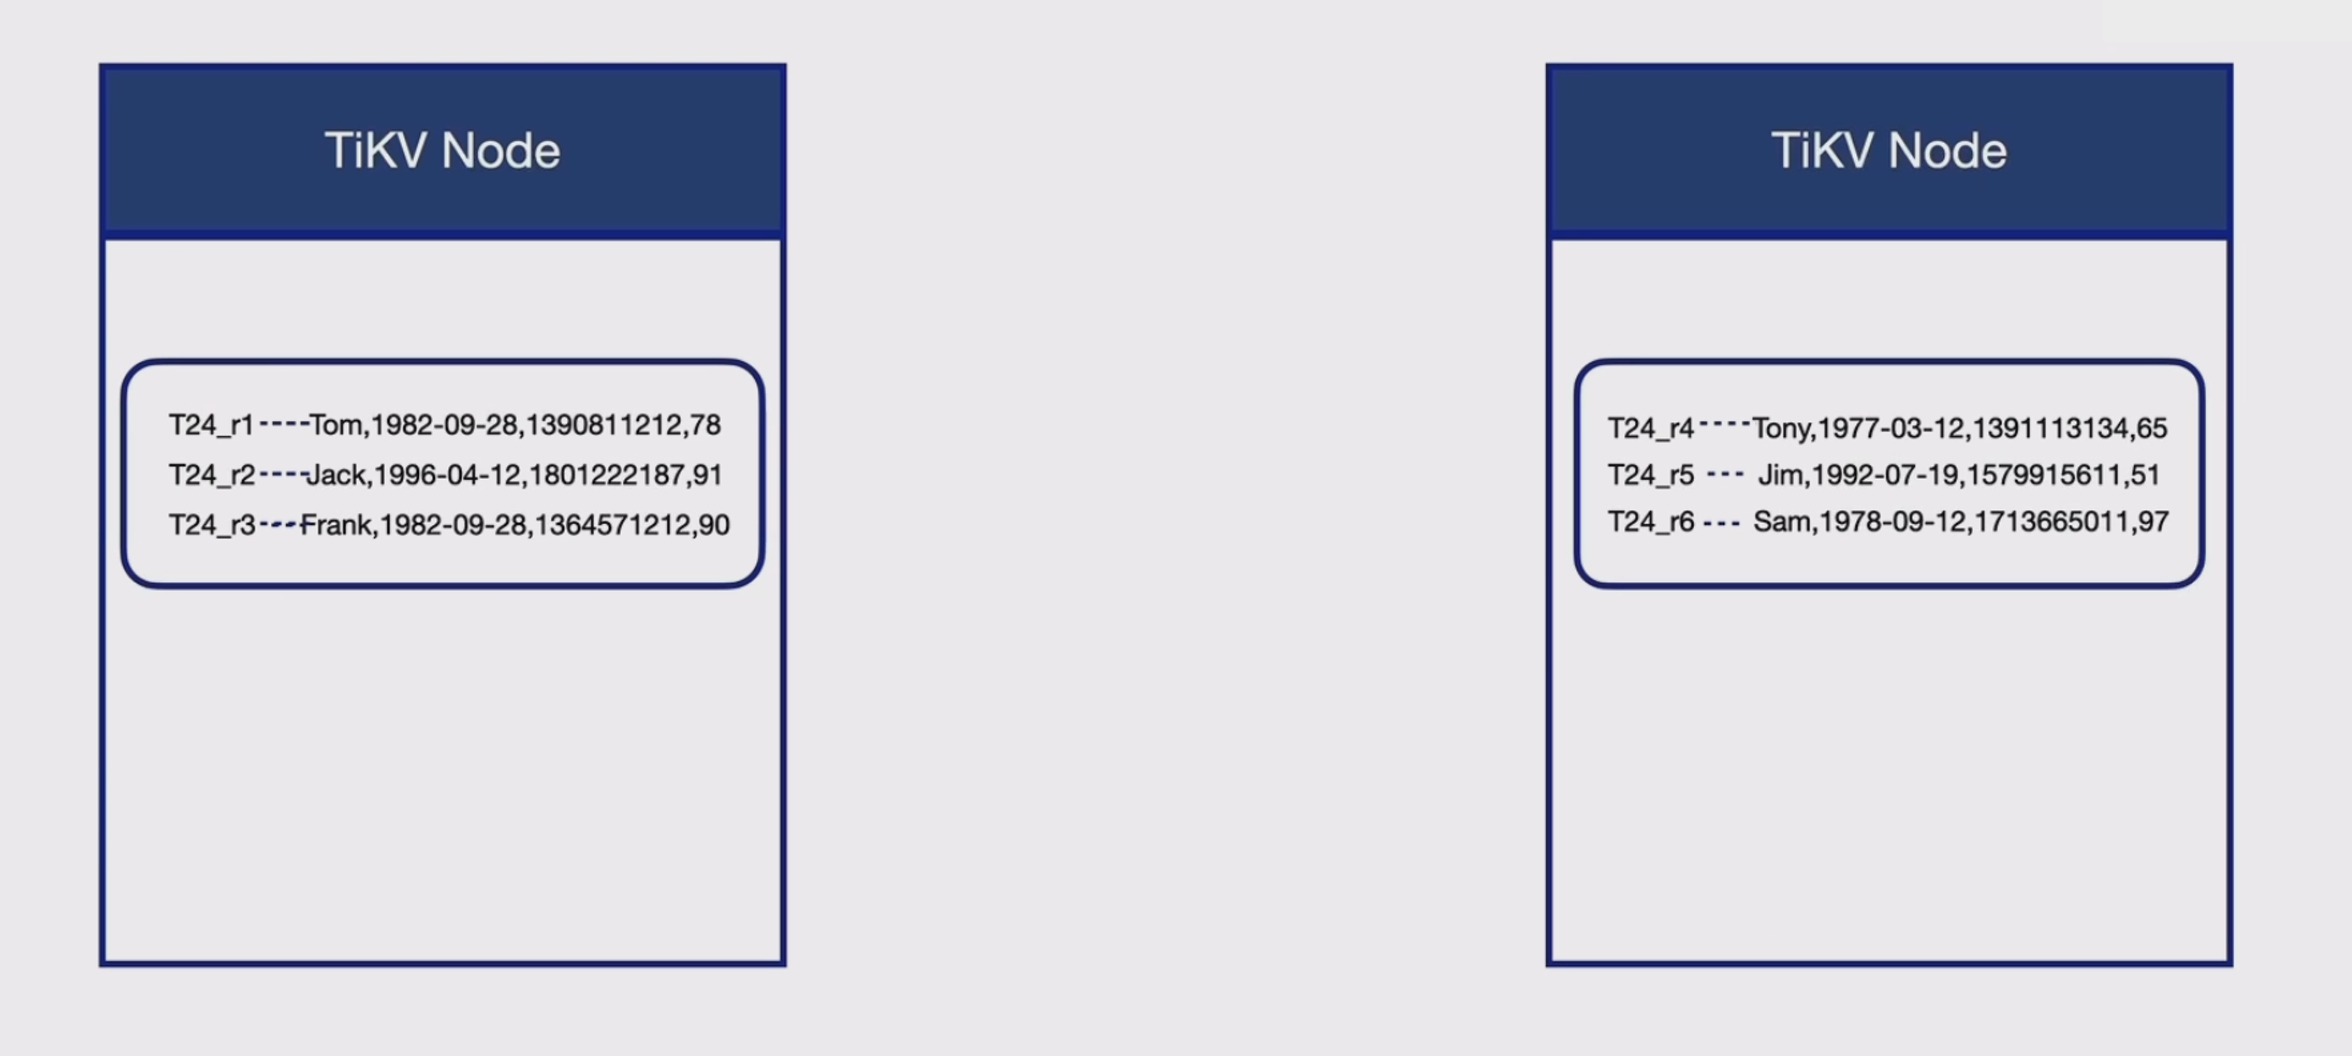 TiKV Node
T24_r1----Tom,1982-09-28,1390811212,78
T24_r2----Jack,1996-04-12,1801222187,91
T24_r3----Frank,1982-09-28,1364571212,90
TiKV Node
T24_r4----Tony,1977-03-12,1391113134,65
T24_r5 --- Jim,1992-07-19,1579915611,51
T24_r6 --- Sam,1978-09-12,1713665011,97